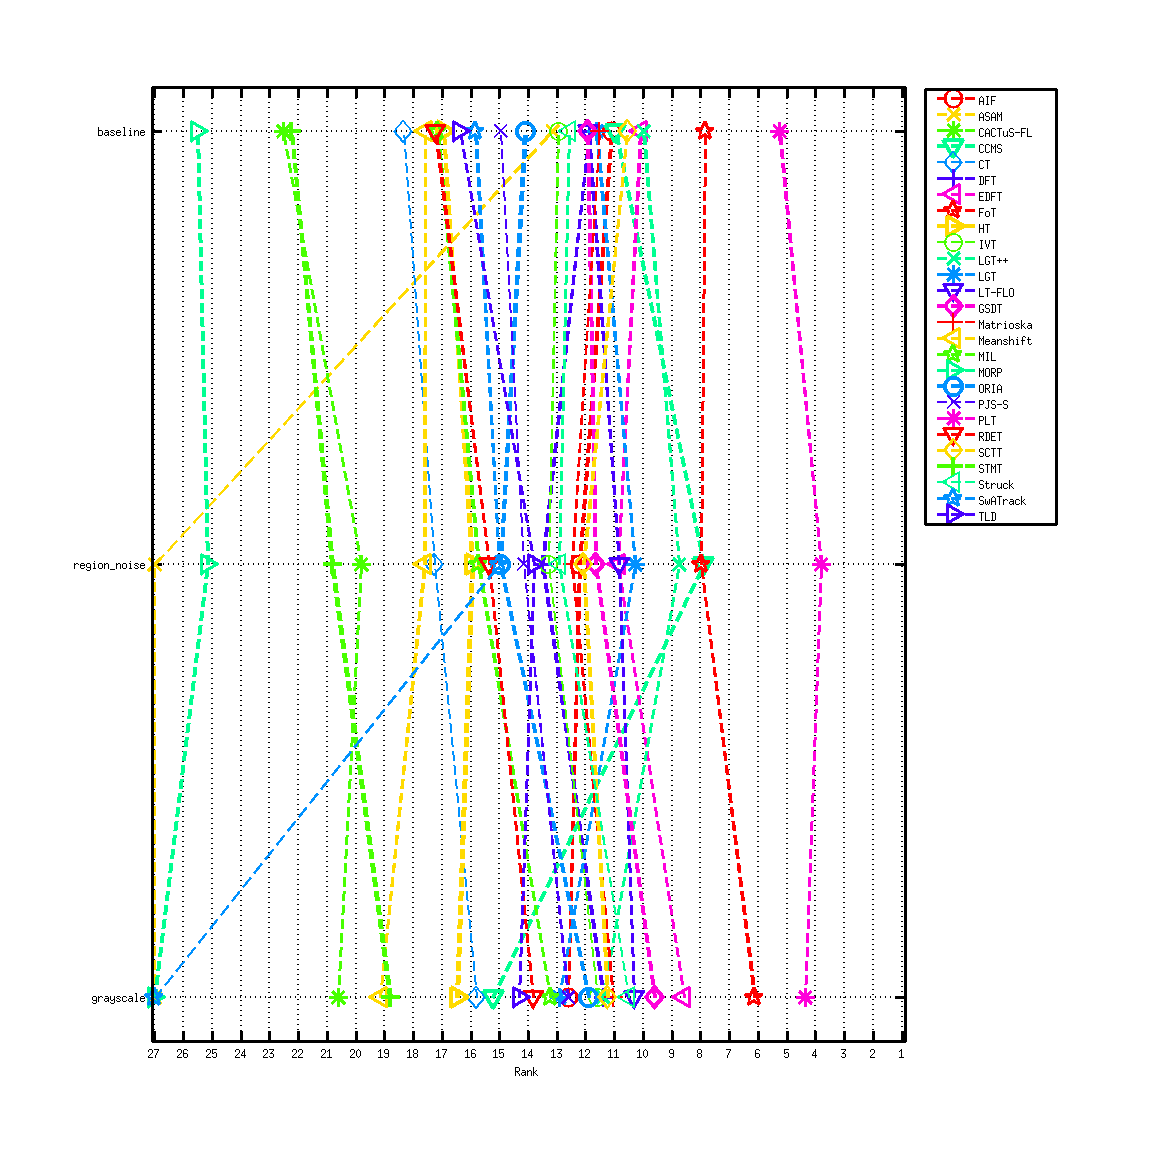 baseline
region_noise
grayscale
27 26 25 24 23 22 21 20 19 18 17 16 15 14 13 12 11 10 9 8 7 6 5 4 3 2 1
Rank
AIF
ASAM
CACTuS-FL
CCMS
CT
DFT
EDFT
FoT
HT
IVT
LGT++
LGT
LT-FLO
GSDT
Matrioska
Meanshift
MIL
MORP
ORIA
PJS-S
PLT
RDET
SCTT
STMT
Struck
SwATrack
TLD